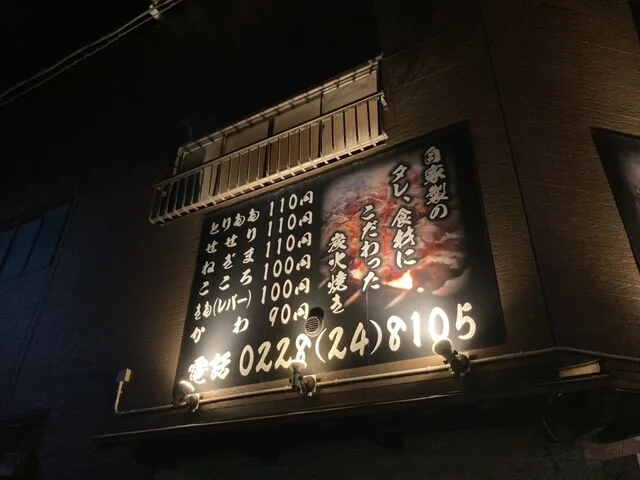 自家製の
タレ、食材に
こだわった
炭火焼き
とりもも 110円
せせり 110円
ねぎま 110円
こころ 100円
きも(レバー) 100円
かわ 90円
電話 0228(24)8105